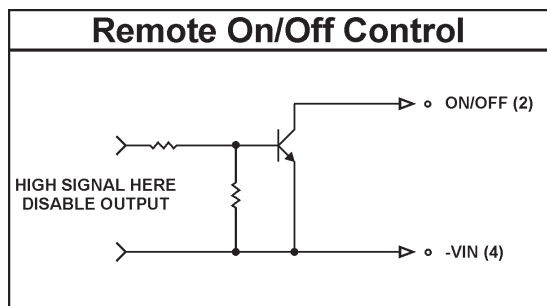 Remote On/Off Control
ON/OFF (2)
HIGH SIGNAL HERE
DISABLE OUTPUT
-VIN (4)